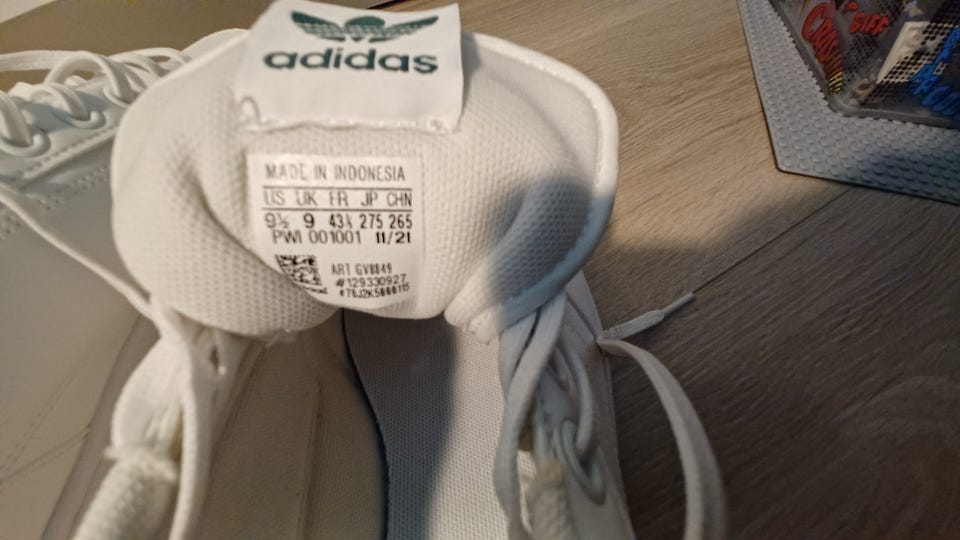 adidas
MADE IN INDONESIA
US UK FR JP CHN
9½ 9 43⅓ 275 265
PWI 001001 11/21
ART GV8849
#129330927